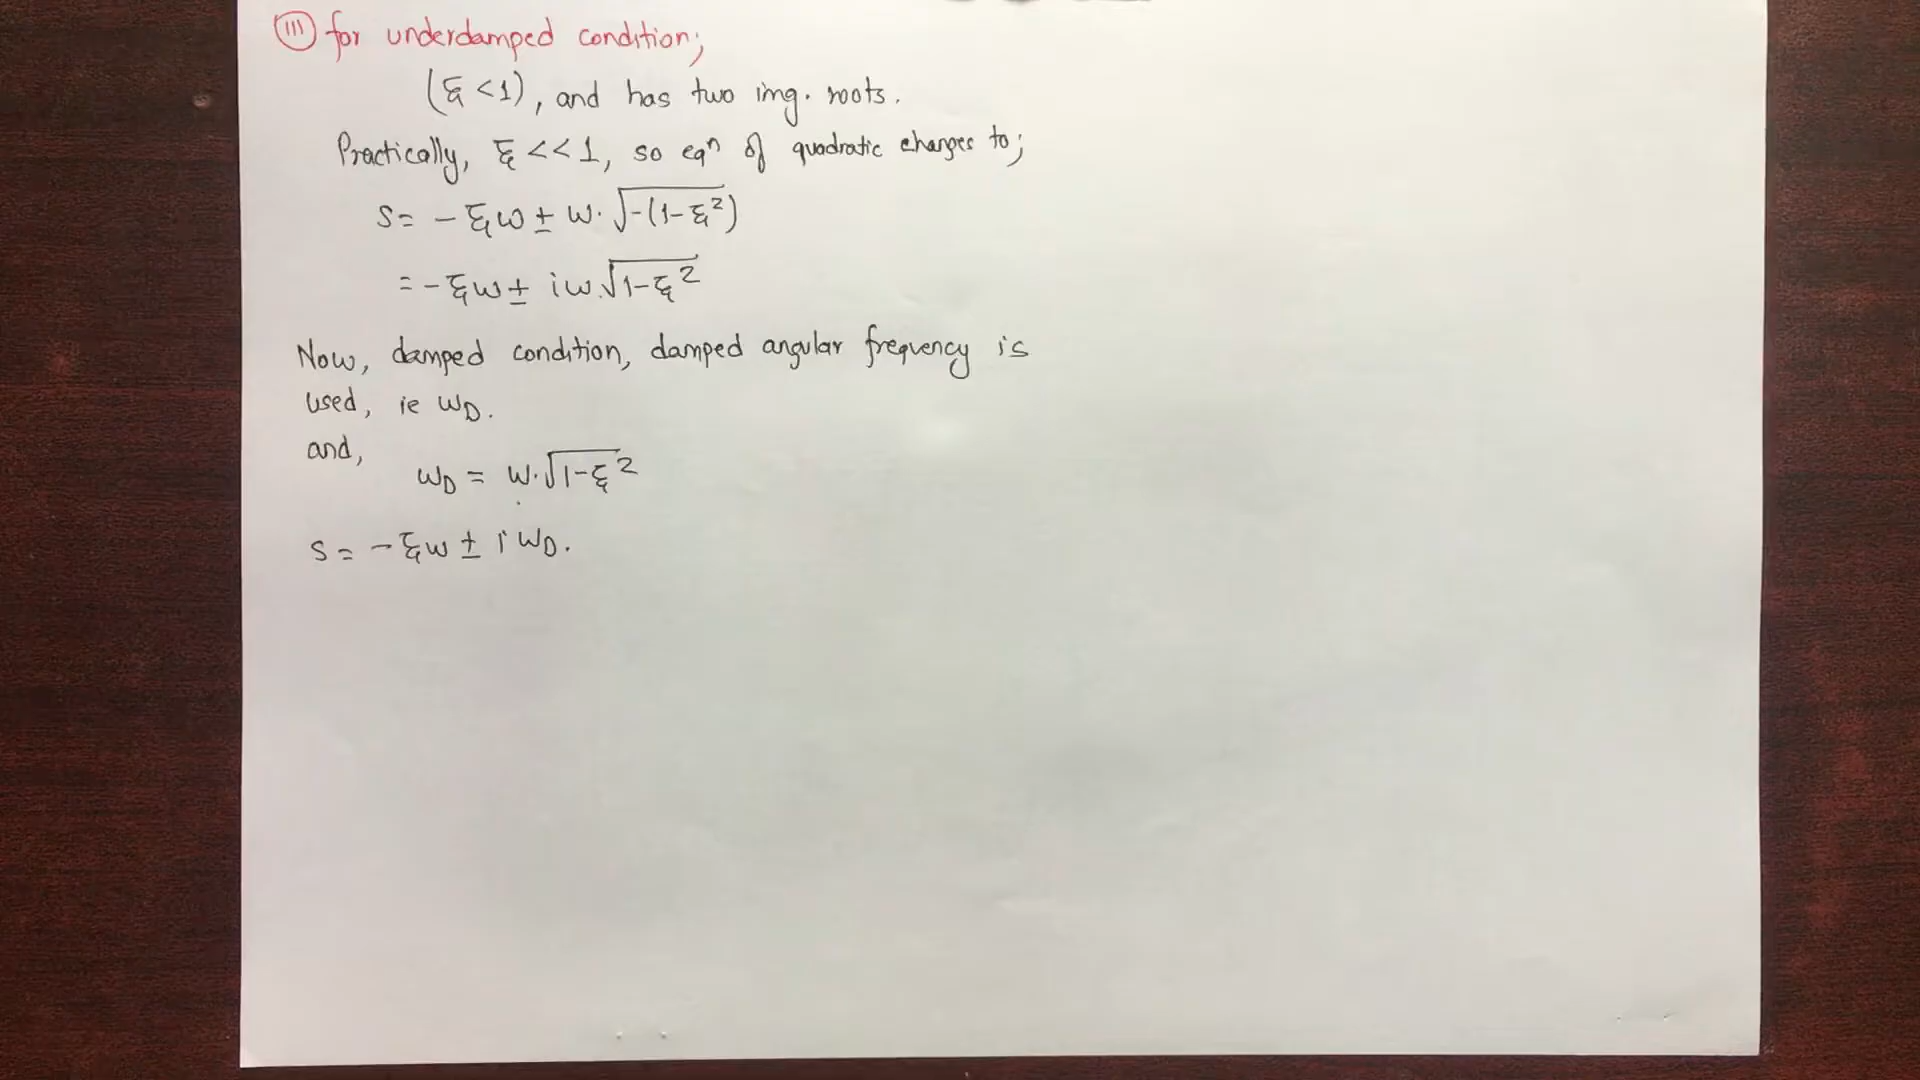 (III) for underdamped condition;
(ξ<1), and has two img. roots.
Practically, ξ<<1, so eqn of quadratic changes to;
S= - ξω ± ω.√-(1-ξ²)
= - ξω ± iω.√1-ξ²
Now, damped condition, damped angular frequency is
used, ie ωD.
and,
ωD = ω.√1-ξ²
S = - ξω ± i ωD.